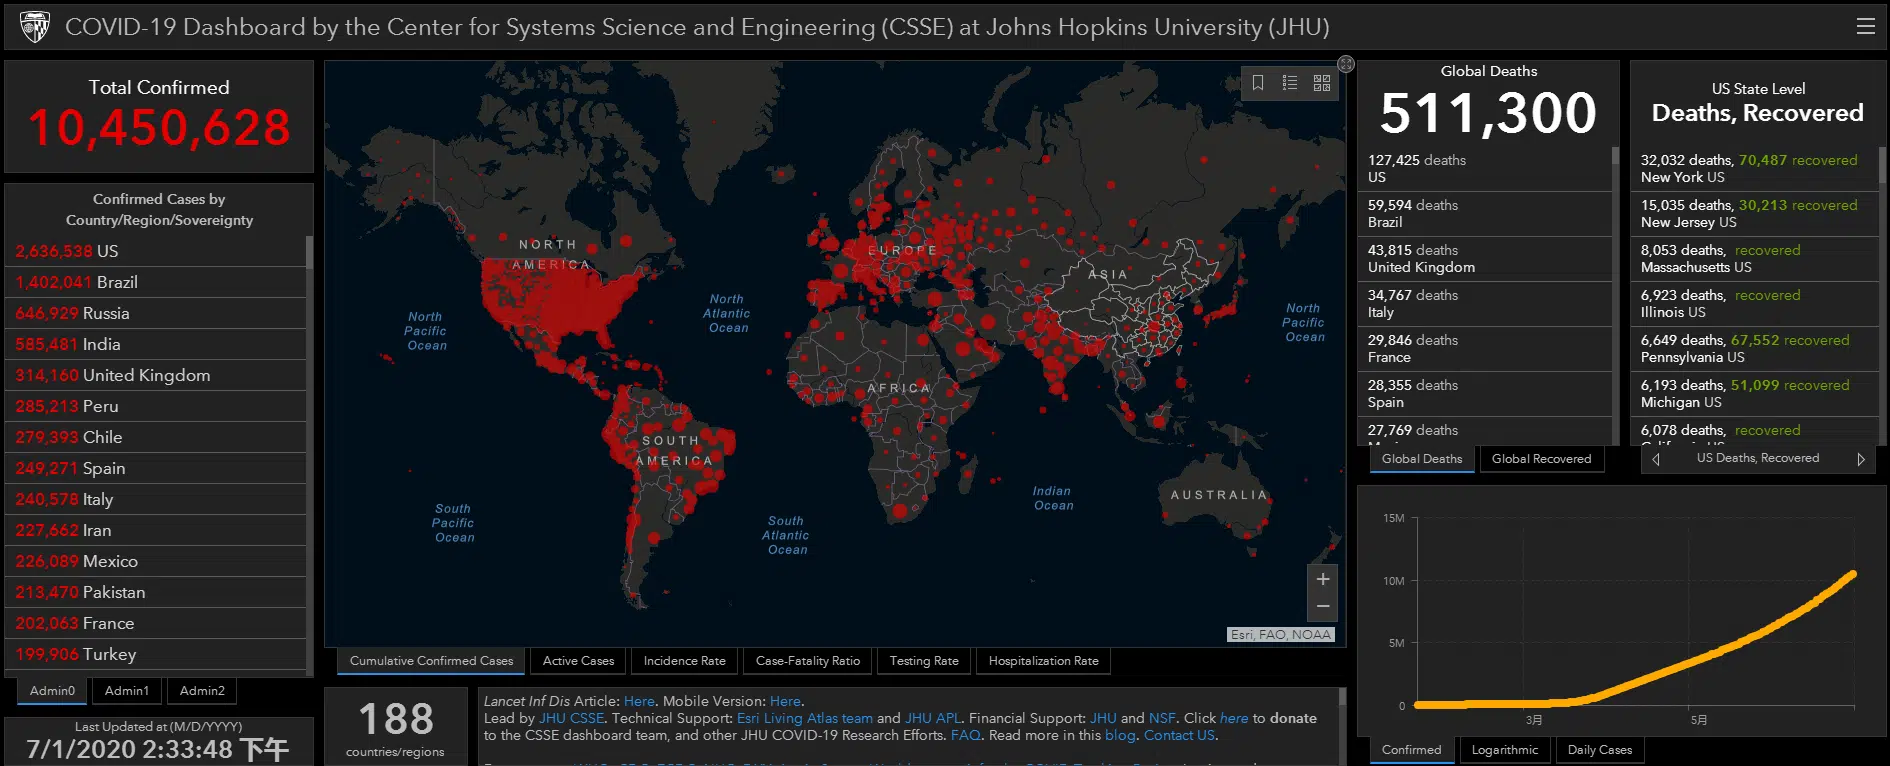 COVID-19 Dashboard by the Center for Systems Science and Engineering (CSSE) at Johns Hopkins University (JHU)
Total Confirmed
10,450,628
Confirmed Cases by
Country/Region/Sovereignty
2,636,538 US
1,402,041 Brazil
646,929 Russia
585,481 India
314,160 United Kingdom
285,213 Peru
279,393 Chile
249,271 Spain
240,578 Italy
227,662 Iran
226,089 Mexico
213,470 Pakistan
202,063 France
199,906 Turkey
Admin0
Admin1
Admin2
Last Updated at (M/D/YYYY)
7/1/2020 2:33:48 下午
NORTH
AMERICA
EUROPE
ASIA
North
Pacific
Ocean
North
Atlantic
Ocean
North
Pacific
Ocean
AFRICA
SOUTH
AMERICA
AUSTRALIA
Indian
Ocean
South
Pacific
Ocean
South
Atlantic
Ocean
+
−
Esri, FAO, NOAA
Cumulative Confirmed Cases
Active Cases
Incidence Rate
Case-Fatality Ratio
Testing Rate
Hospitalization Rate
188
countries/regions
Lancet Inf Dis Article: Here. Mobile Version: Here.
Lead by JHU CSSE. Technical Support: Esri Living Atlas team and JHU APL. Financial Support: JHU and NSF. Click here to donate
to the CSSE dashboard team, and other JHU COVID-19 Research Efforts. FAQ. Read more in this blog. Contact US.
Global Deaths
511,300
127,425 deaths
US
59,594 deaths
Brazil
43,815 deaths
United Kingdom
34,767 deaths
Italy
29,846 deaths
France
28,355 deaths
Spain
27,769 deaths
Global Deaths
Global Recovered
US State Level
Deaths, Recovered
32,032 deaths, 70,487 recovered
New York US
15,035 deaths, 30,213 recovered
New Jersey US
8,053 deaths, recovered
Massachusetts US
6,923 deaths, recovered
Illinois US
6,649 deaths, 67,552 recovered
Pennsylvania US
6,193 deaths, 51,099 recovered
Michigan US
6,078 deaths, recovered
US Deaths, Recovered
15M
10M
5M
0
3月
5月
Confirmed
Logarithmic
Daily Cases